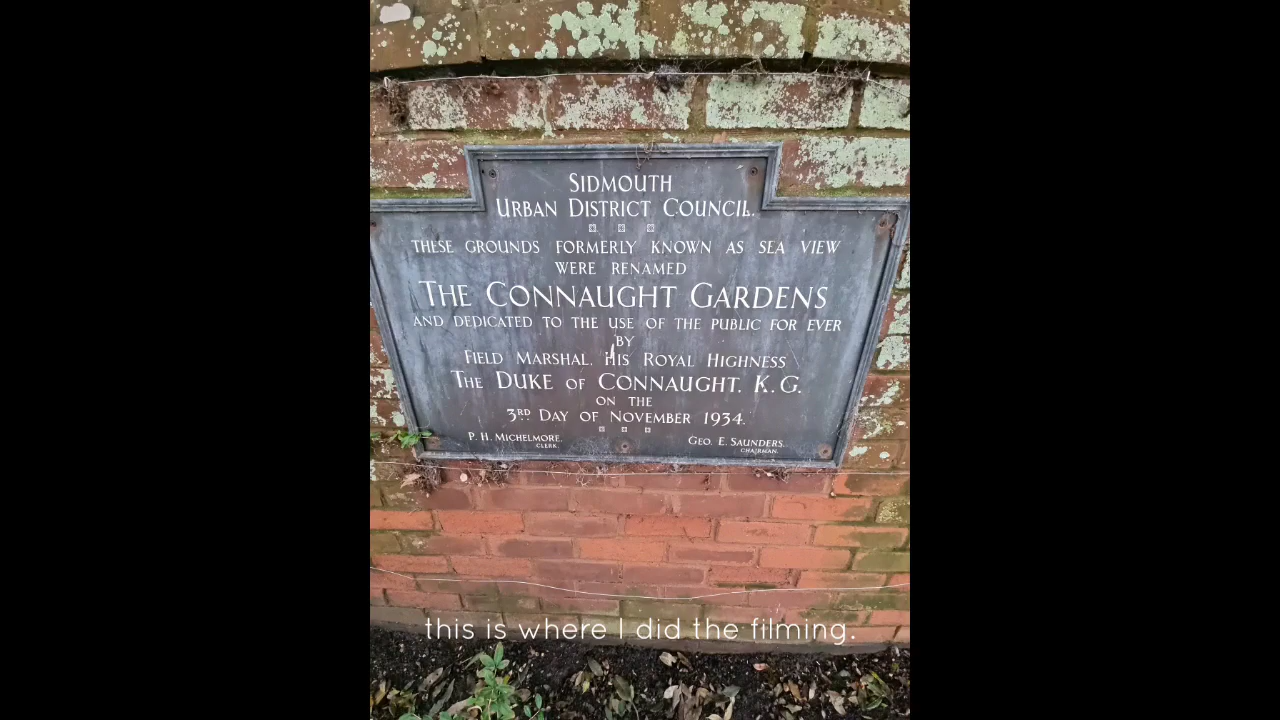 SIDMOUTH
URBAN DISTRICT COUNCIL.
THESE GROUNDS FORMERLY KNOWN AS SEA VIEW
WERE RENAMED
THE CONNAUGHT GARDENS
AND DEDICATED TO THE USE OF THE PUBLIC FOR EVER
BY
FIELD MARSHAL, HIS ROYAL HIGHNESS
THE DUKE OF CONNAUGHT, K.G.
ON THE
3RD. DAY OF NOVEMBER 1934.
P. H. MICHELMORE. GEO. E. SAUNDERS.
CLERK. CHAIRMAN.
this is where I did the filming.